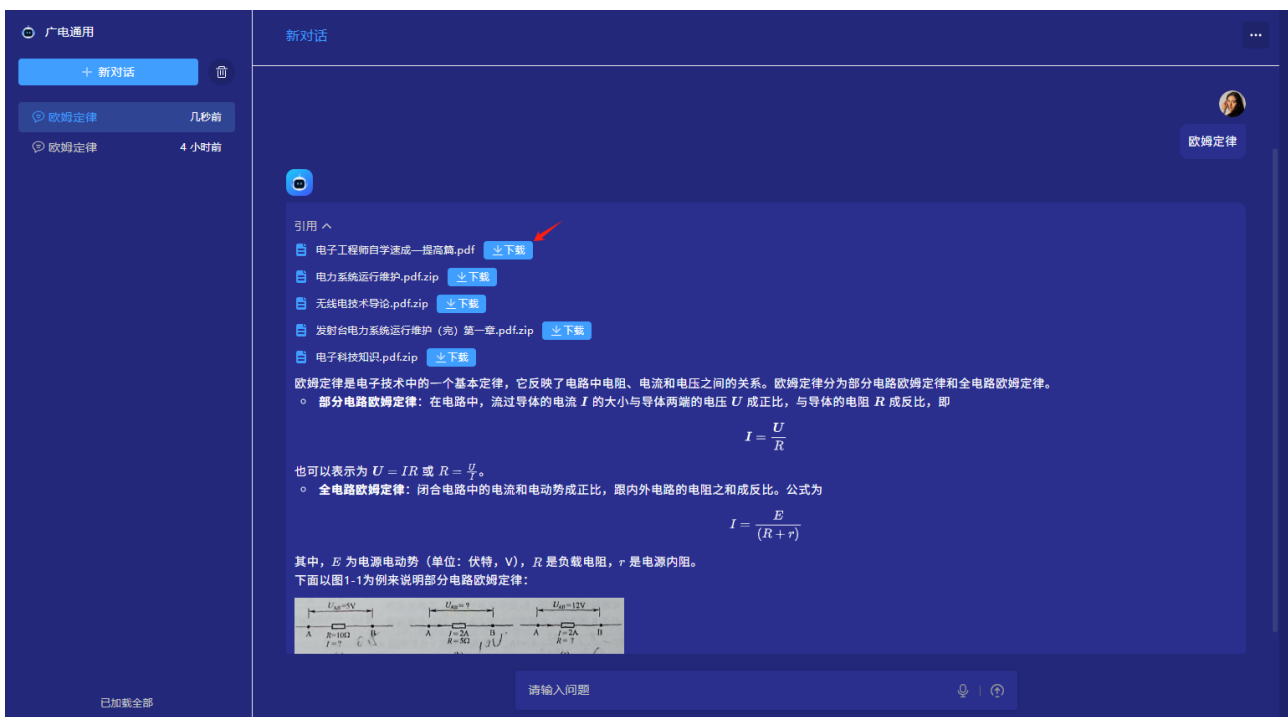 广电通用
+ 新对话
欧姆定律 几秒前
欧姆定律 4 小时前
已加载全部
新对话
...
欧姆定律
引用
电子工程师自学速成—提高篇.pdf 下载
电力系统运行维护.pdf.zip 下载
无线电技术导论.pdf.zip 下载
发射台电力系统运行维护（完）第一章.pdf.zip 下载
电子科技知识.pdf.zip 下载
欧姆定律是电子技术中的一个基本定律，它反映了电路中电阻、电流和电压之间的关系。欧姆定律分为部分电路欧姆定律和全电路欧姆定律。
部分电路欧姆定律：在电路中，流过导体的电流 I 的大小与导体两端的电压 U 成正比，与导体的电阻 R 成反比，即
I = U/R
也可以表示为 U = IR 或 R = U/I。
全电路欧姆定律：闭合电路中的电流和电动势成正比，跟内外电路的电阻之和成反比。公式为
I = E/(R + r)
其中，E 为电源电动势（单位：伏特，V），R 是负载电阻，r 是电源内阻。
下面以图1-1为例来说明部分电路欧姆定律：
U_AB=5V U_AB=? U_AB=12V
A B A B A B
R=10Ω I=2A I=2A
I=? R=5Ω R=?
请输入问题